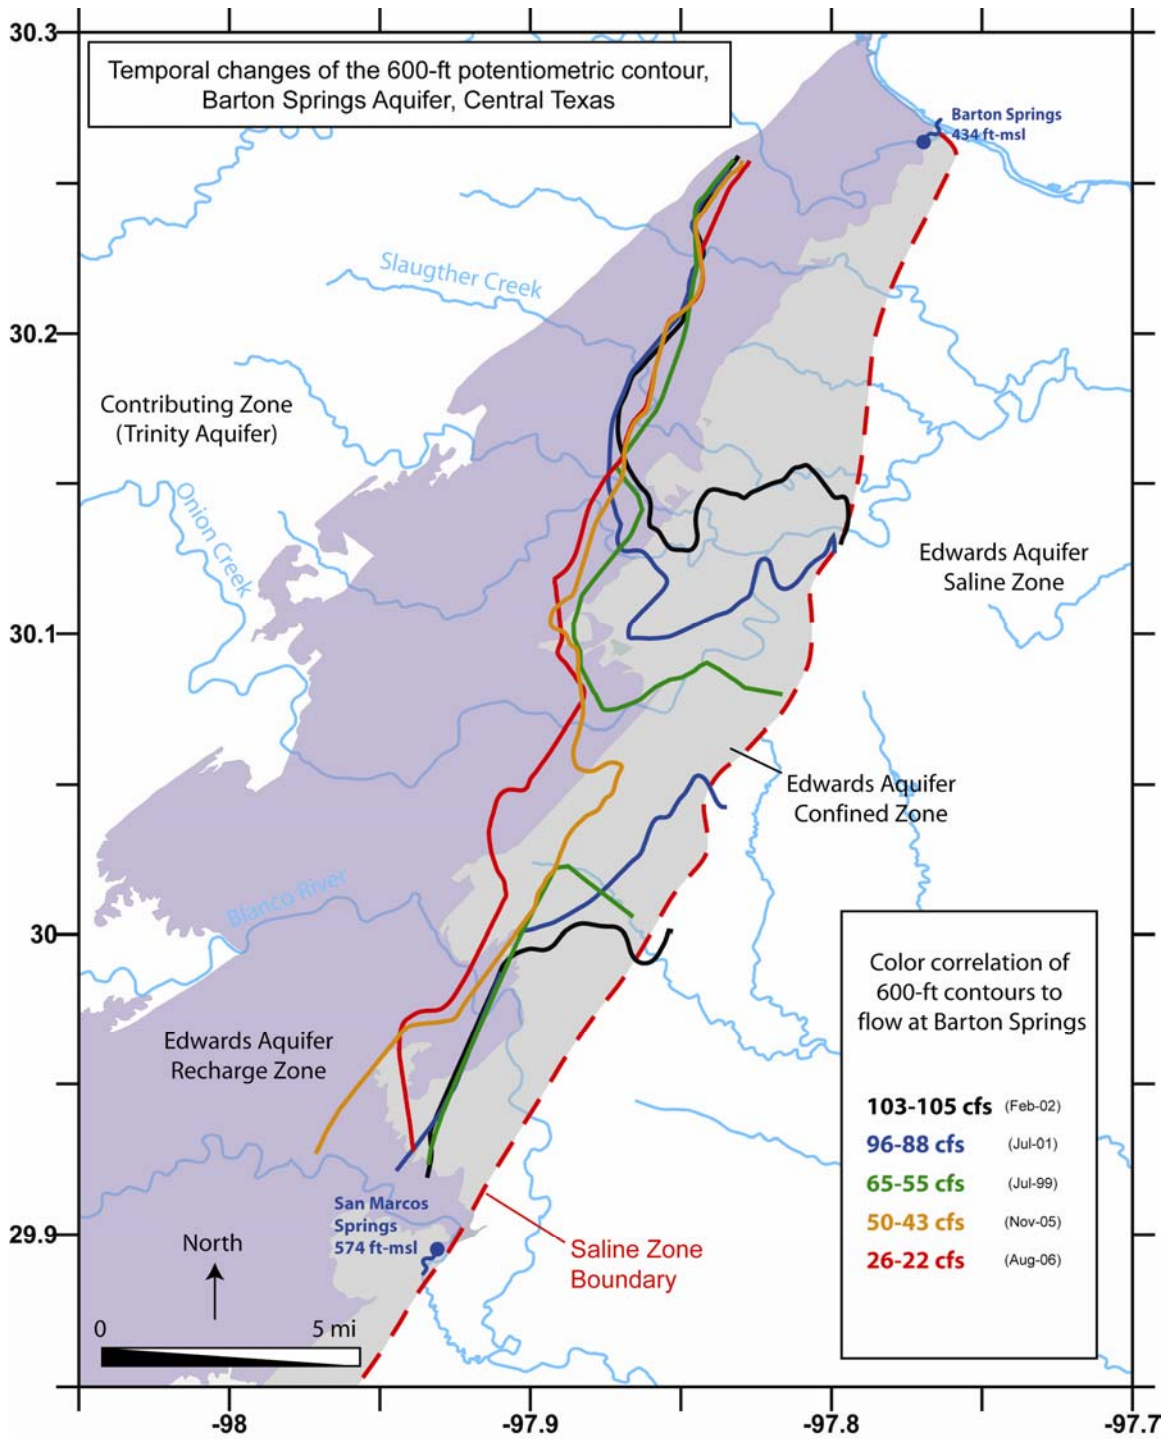 30.3
Temporal changes of the 600-ft potentiometric contour,
Barton Springs Aquifer, Central Texas
Barton Springs
434 ft-msl
Slaugther Creek
30.2
Contributing Zone
(Trinity Aquifer)
Onion Creek
Edwards Aquifer
Saline Zone
30.1
Edwards Aquifer
Confined Zone
Blanco River
30
Edwards Aquifer
Recharge Zone
Color correlation of
600-ft contours to
flow at Barton Springs
103-105 cfs (Feb-02)
96-88 cfs (Jul-01)
65-55 cfs (Jul-99)
50-43 cfs (Nov-05)
26-22 cfs (Aug-06)
San Marcos
Springs
574 ft-msl
29.9
North
Saline Zone
Boundary
0 5 mi
-98 -97.9 -97.8 -97.7